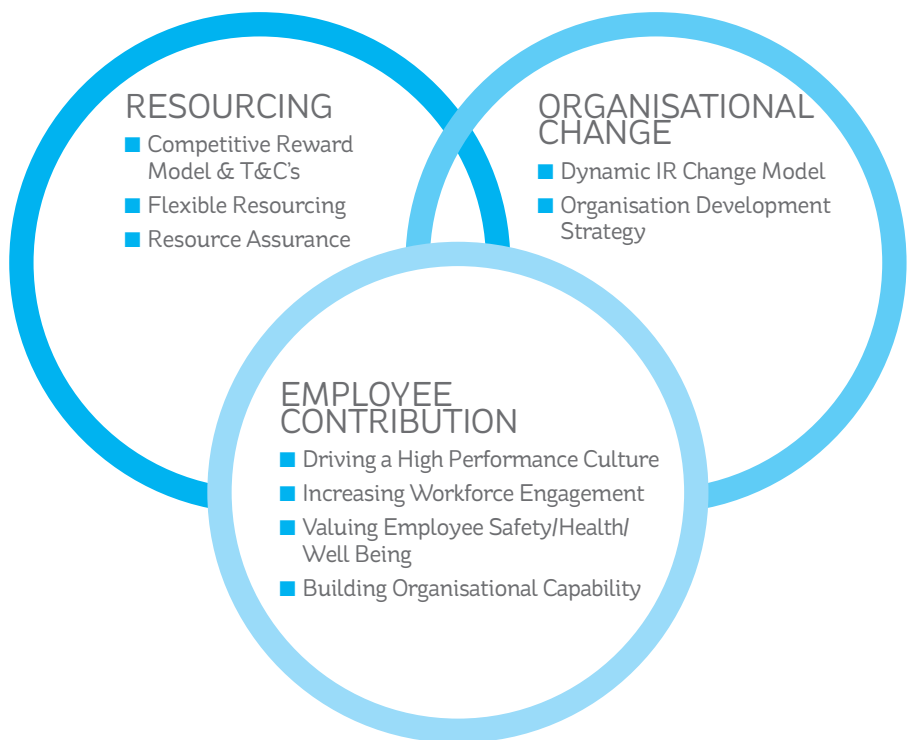 RESOURCING
Competitive Reward
Model & T&C's
Flexible Resourcing
Resource Assurance
ORGANISATIONAL
CHANGE
Dynamic IR Change Model
Organisation Development
Strategy
EMPLOYEE
CONTRIBUTION
Driving a High Performance Culture
Increasing Workforce Engagement
Valuing Employee Safety/Health/
Well Being
Building Organisational Capability